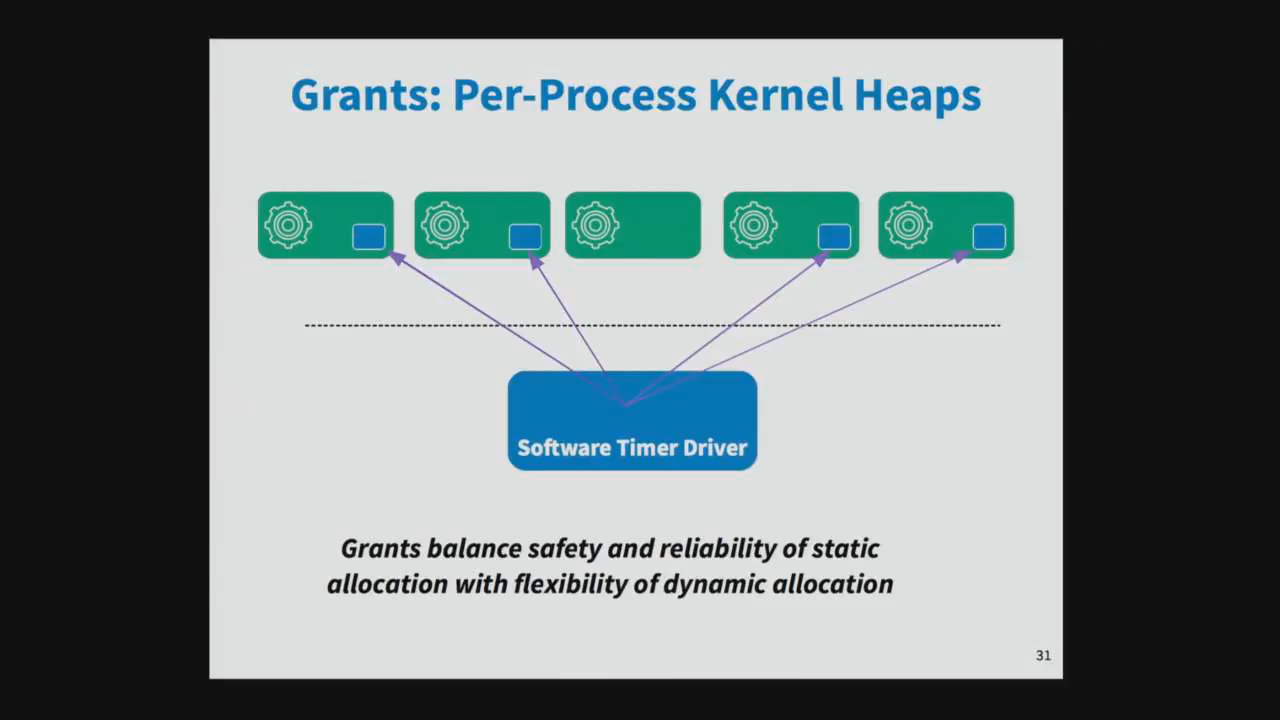 Grants: Per-Process Kernel Heaps
Software Timer Driver
Grants balance safety and reliability of static
allocation with flexibility of dynamic allocation
31